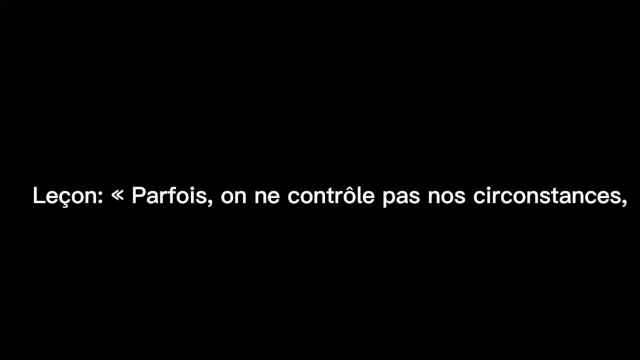 Leçon: « Parfois, on ne contrôle pas nos circonstances,